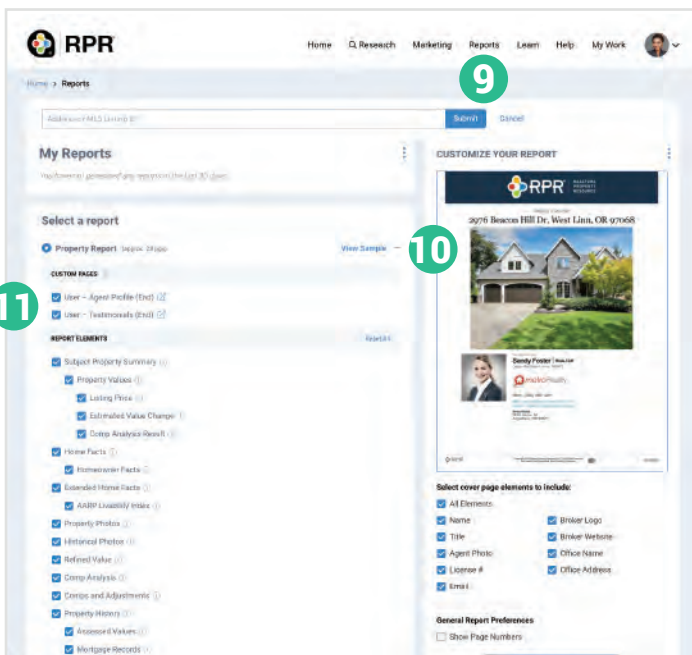 RPR
Home Research Marketing Reports Learn Help My Work
9
Home > Reports
Submit Cancel
My Reports
CUSTOMIZE YOUR REPORT
RPR REALTORS PROPERTY RESOURCE
2976 Beacon Hill Dr, West Linn, OR 97068
Select a report
Property Report
View Sample
10
CUSTOM PAGES
11
User – Agent Profile (End)
User – Testimonials (End)
REPORT ELEMENTS
Subject Property Summary
Property Values
Listing Price
Estimated Value Change
Comp Analysis Result
Home Facts
Homeowner Facts
Extended Home Facts
AARP Livability Index
Property Photos
Historical Photos
Refined Value
Comp Analysis
Comps and Adjustments
Property History
Assessed Values
Mortgage Records
Sandy Foster
Select cover page elements to include:
All Elements
Name
Broker Logo
Title
Broker Website
Agent Photo
Office Name
License #
Office Address
Email
General Report Preferences
Show Page Numbers